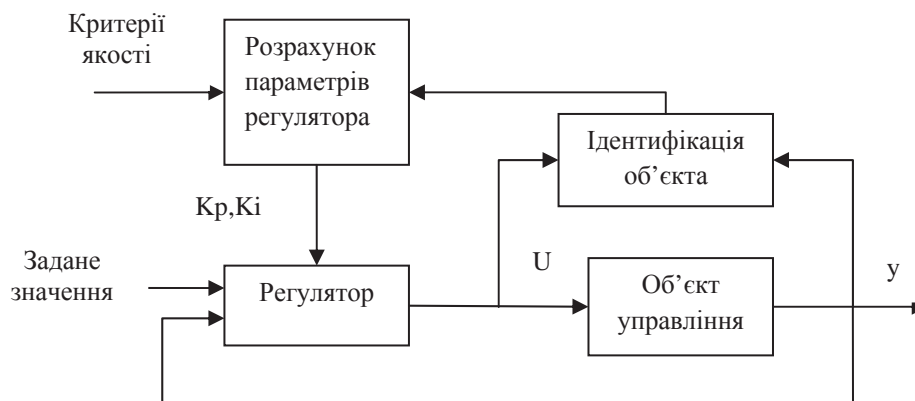 Критерії
якості
Розрахунок
параметрів
регулятора
Ідентифікація
об’єкта
Kp,Ki
Задане
значення
Регулятор
U
Об’єкт
управління
y